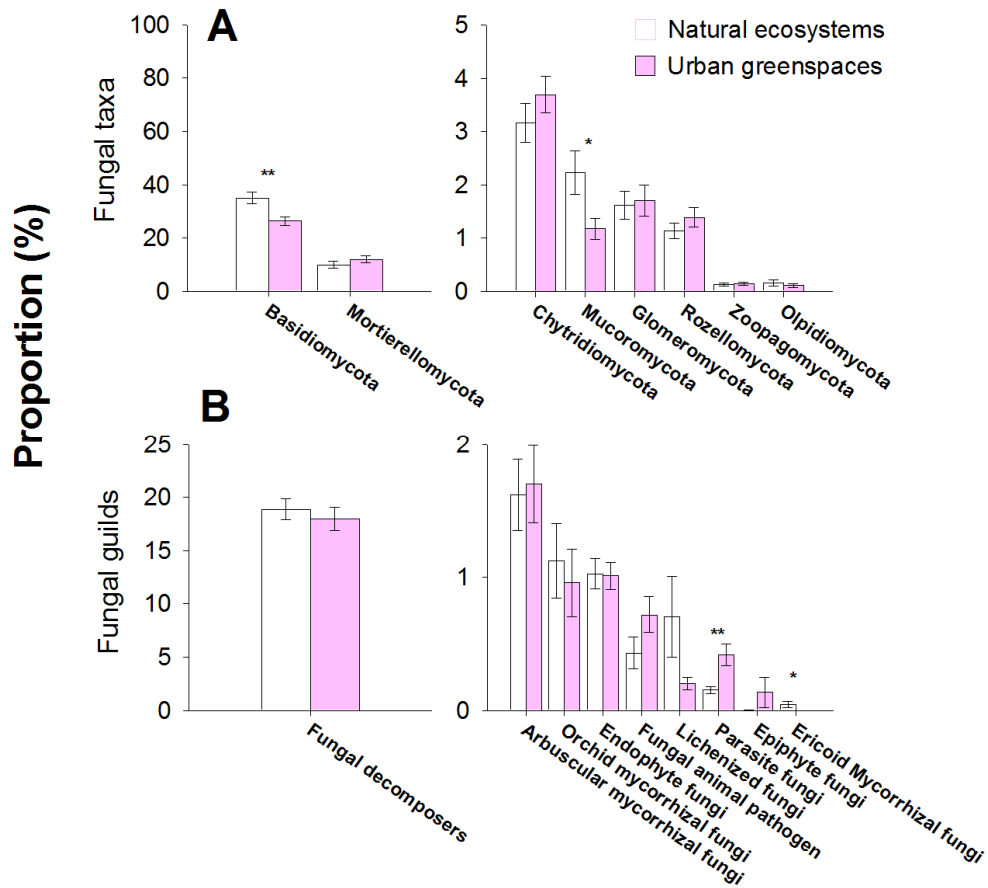 A
Natural ecosystems
Urban greenspaces
Proportion (%)
Fungal taxa
100
80
60
40
20
0
**
Basidiomycota
Mortierellomycota
5
4
3
2
1
0
*
Chytridiomycota
Mucoromycota
Glomeromycota
Rozellomycota
Zoopagomycota
Olpidiomycota
B
Fungal guilds
25
20
15
10
5
0
Fungal decomposers
2
1
0
**
*
Arbuscular mycorrhizal fungi
Orchid mycorrhizal fungi
Endophyte fungi
Fungal animal pathogen
Lichenized fungi
Parasite fungi
Epiphyte fungi
Ericoid Mycorrhizal fungi